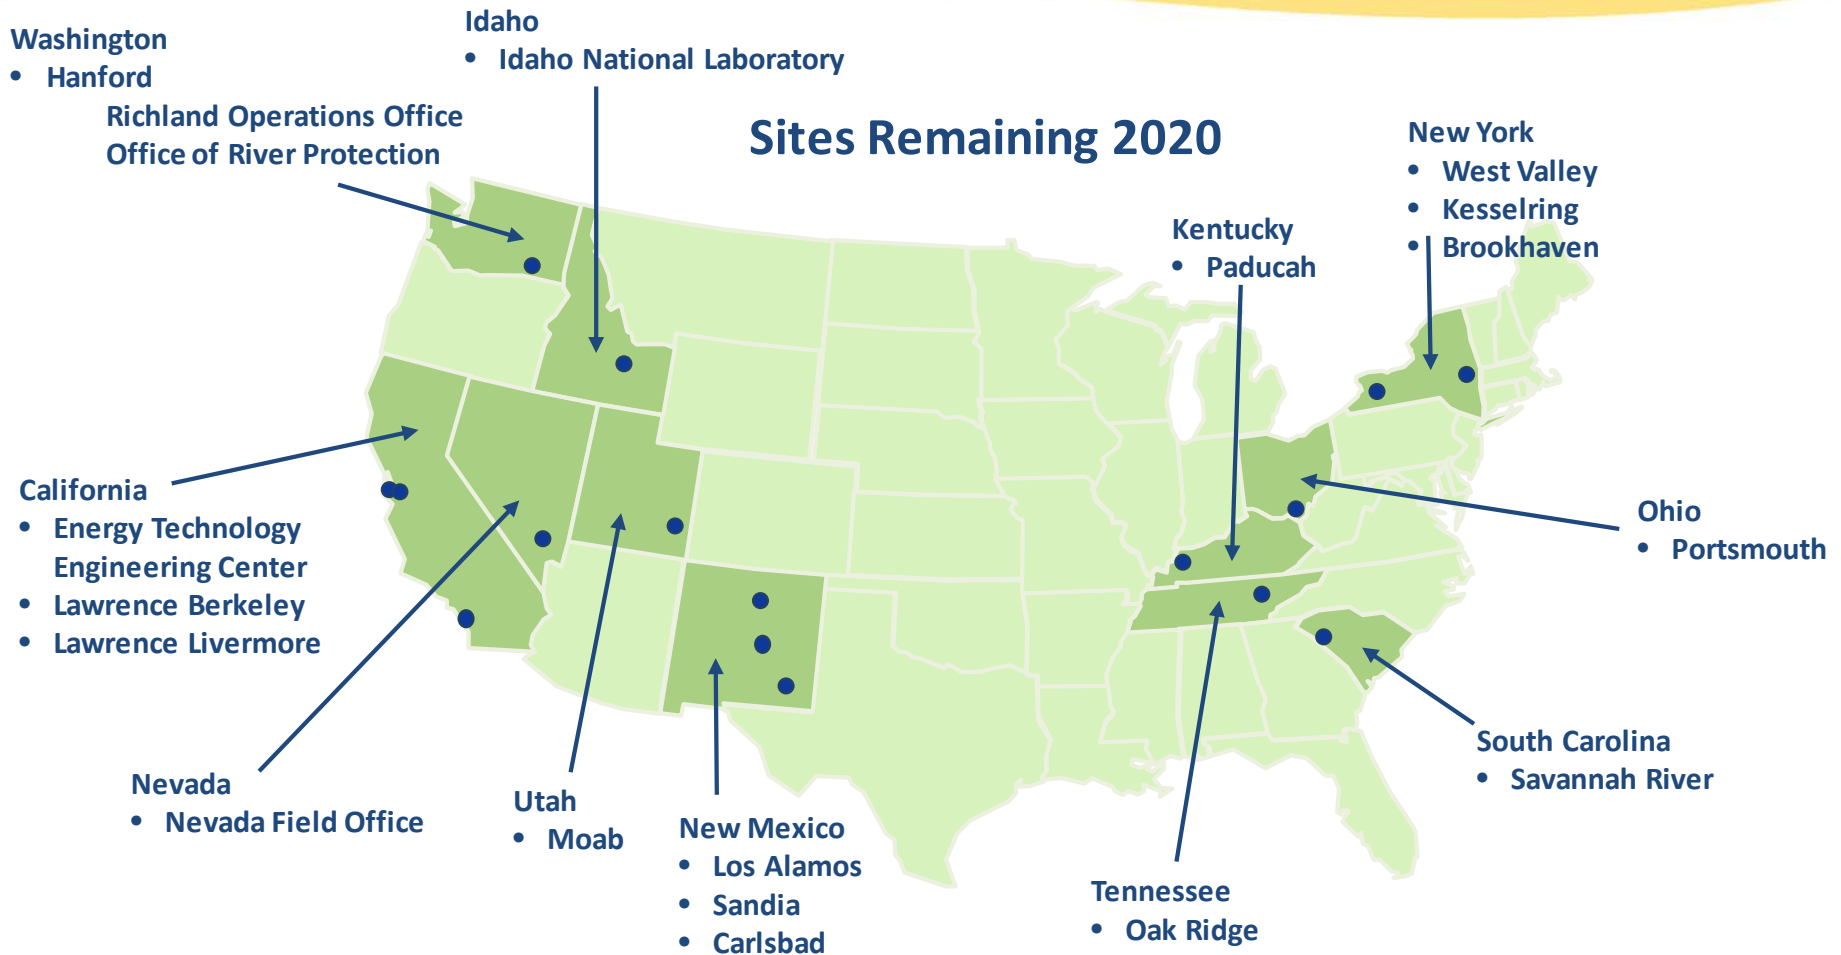 Washington
• Hanford
Richland Operations Office
Office of River Protection
Idaho
• Idaho National Laboratory
Sites Remaining 2020
New York
• West Valley
• Kesselring
• Brookhaven
Kentucky
• Paducah
California
• Energy Technology
Engineering Center
• Lawrence Berkeley
• Lawrence Livermore
Ohio
• Portsmouth
Nevada
• Nevada Field Office
Utah
• Moab
New Mexico
• Los Alamos
• Sandia
• Carlsbad
Tennessee
• Oak Ridge
South Carolina
• Savannah River